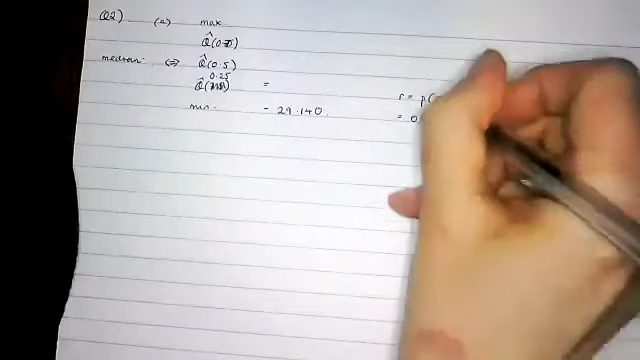 Q2) (a) max.
Q̂(0.75)
median: ⇔ Q̂(0.5)
Q̂(0.25) =
r = p(
min. = 29.140.
= 0